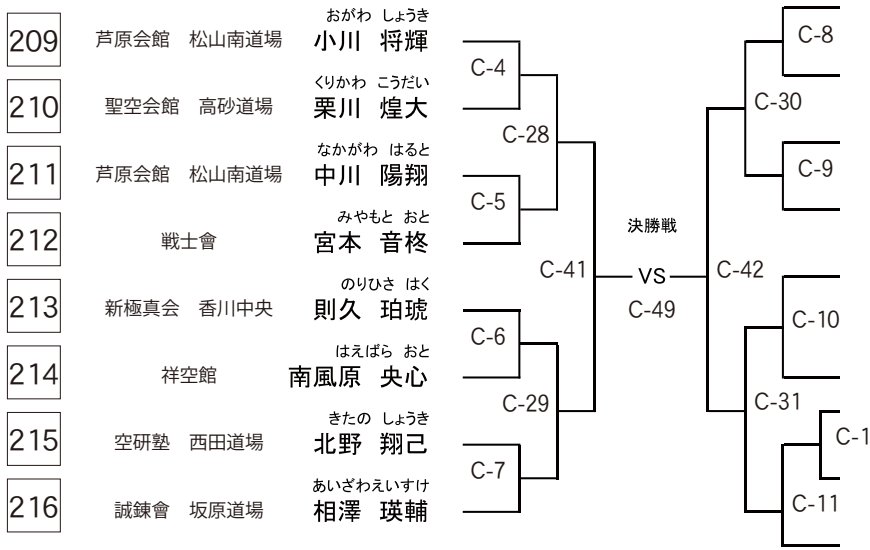 おがわ しょうき
209 芦原会館 松山南道場 小川 将輝
くりかわ こうだい
210 聖空会館 高砂道場 栗川 煌大
なかがわ はると
211 芦原会館 松山南道場 中川 陽翔
みやもと おと
212 戦士會 宮本 音柊
のりひさ はく
213 新極真会 香川中央 則久 珀琥
はえばら おと
214 祥空館 南風原 央心
きたの しょうき
215 空研塾 西田道場 北野 翔己
あいざわえいすけ
216 誠錬會 坂原道場 相澤 瑛輔
C-4
C-28
C-5
C-41
C-6
C-29
C-7
決勝戦
VS
C-49
C-8
C-30
C-9
C-42
C-10
C-31
C-1
C-11